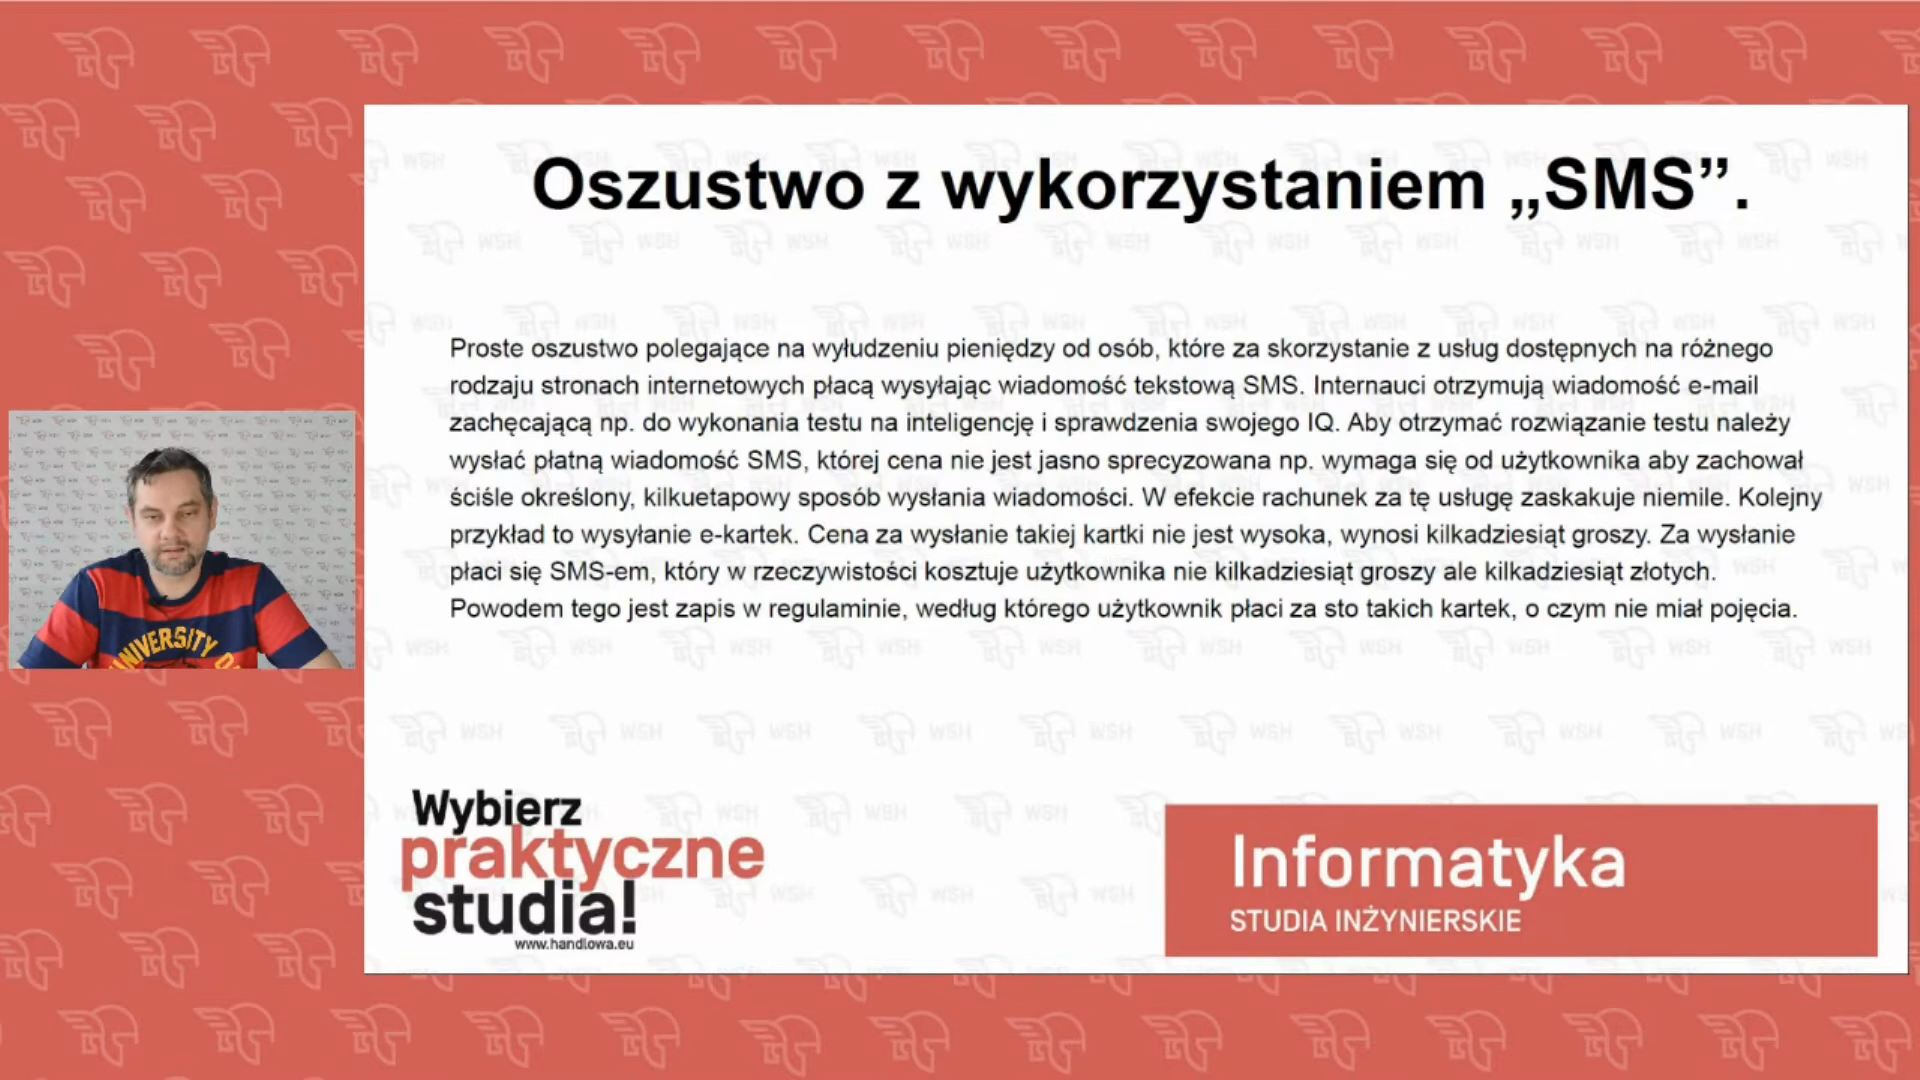 Oszustwo z wykorzystaniem „SMS”.
Proste oszustwo polegające na wyłudzeniu pieniędzy od osób, które za skorzystanie z usług dostępnych na różnego
rodzaju stronach internetowych płacą wysyłając wiadomość tekstową SMS. Internauci otrzymują wiadomość e-mail
zachęcającą np. do wykonania testu na inteligencję i sprawdzenia swojego IQ. Aby otrzymać rozwiązanie testu należy
wysłać płatną wiadomość SMS, której cena nie jest jasno sprecyzowana np. wymaga się od użytkownika aby zachował
ściśle określony, kilkuetapowy sposób wysłania wiadomości. W efekcie rachunek za tę usługę zaskakuje niemile. Kolejny
przykład to wysyłanie e-kartek. Cena za wysłanie takiej kartki nie jest wysoka, wynosi kilkadziesiąt groszy. Za wysłanie
płaci się SMS-em, który w rzeczywistości kosztuje użytkownika nie kilkadziesiąt groszy ale kilkadziesiąt złotych.
Powodem tego jest zapis w regulaminie, według którego użytkownik płaci za sto takich kartek, o czym nie miał pojęcia.
UNIVERSITY
Wybierz
praktyczne
studia!
www.handlowa.eu
Informatyka
STUDIA INŻYNIERSKIE
WSH